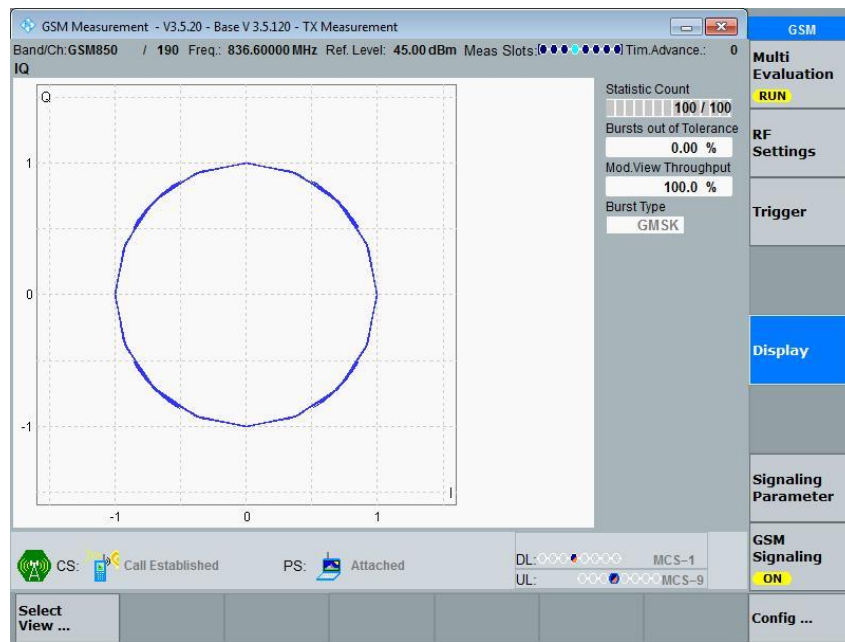 GSM Measurement - V3.5.20 - Base V 3.5.120 - TX Measurement
GSM
Band/Ch:GSM850 / 190 Freq.: 836.60000 MHz Ref. Level: 45.00 dBm Meas Slots: Tim.Advance.: 0
IQ
Multi
Evaluation
RUN
Statistic Count
100 / 100
Bursts out of Tolerance
0.00 %
Mod.View Throughput
100.0 %
Burst Type
GMSK
Q
1
0
-1
I
-1 0 1
RF
Settings
Trigger
Display
Signaling
Parameter
GSM
Signaling
ON
CS: Call Established PS: Attached
DL: MCS-1
UL: MCS-9
Select
View ...
Config ...